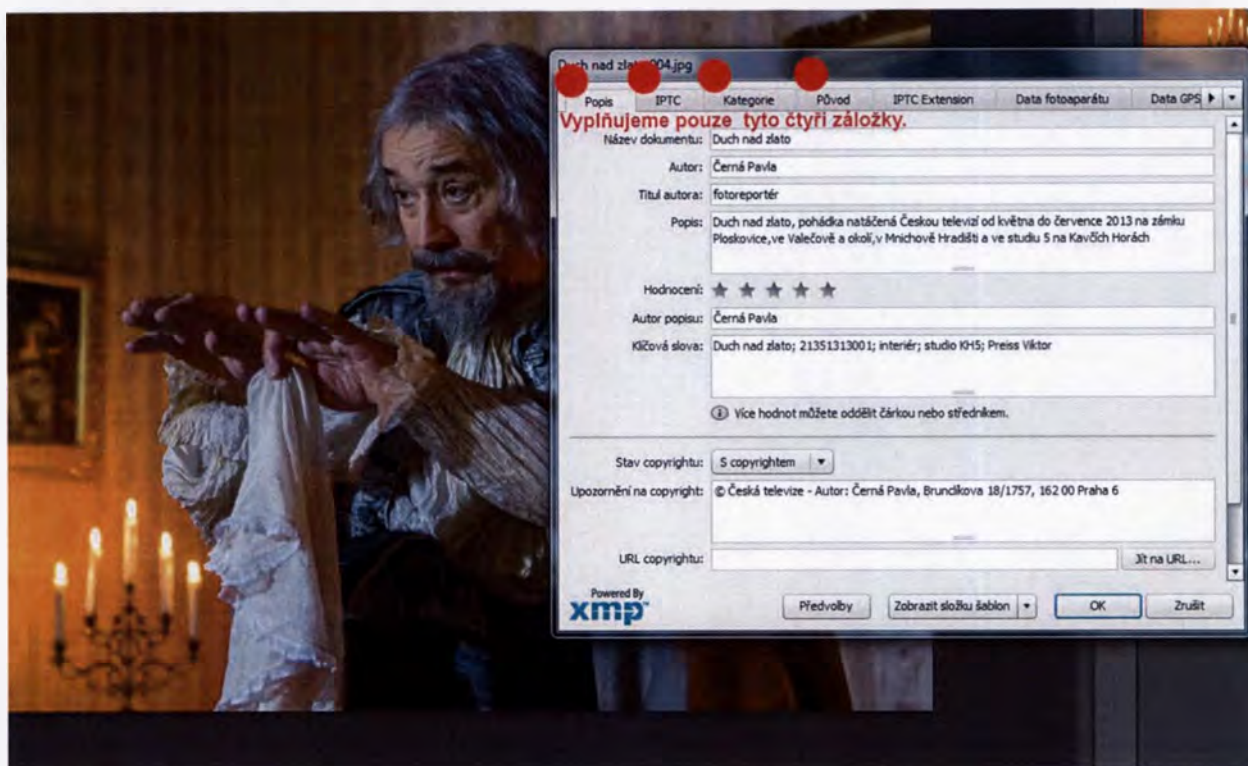 Duch nad zlato 004.jpg
Popis IPTC Kategorie Původ IPTC Extension Data fotoaparátu Data GPS
Vyplňujeme pouze tyto čtyři záložky.
Název dokumentu: Duch nad zlato
Autor: Černá Pavla
Titul autora: fotoreportér
Popis: Duch nad zlato, pohádka natáčená Českou televizí od května do července 2013 na zámku
Ploskovice,ve Valečově a okolí,v Mnichově Hradišti a ve studiu 5 na Kavčích Horách
Hodnocení:
Autor popisu: Černá Pavla
Klíčová slova: Duch nad zlato; 21351313001; interiér; studio KH5; Preiss Viktor
Více hodnot můžete oddělit čárkou nebo středníkem.
Stav copyrightu: S copyrightem
Upozornění na copyright: © Česká televize - Autor: Černá Pavla, Brunclíkova 18/1757, 162 00 Praha 6
URL copyrightu: Jít na URL...
Powered By
xmp Předvolby Zobrazit složku šablon OK Zrušit